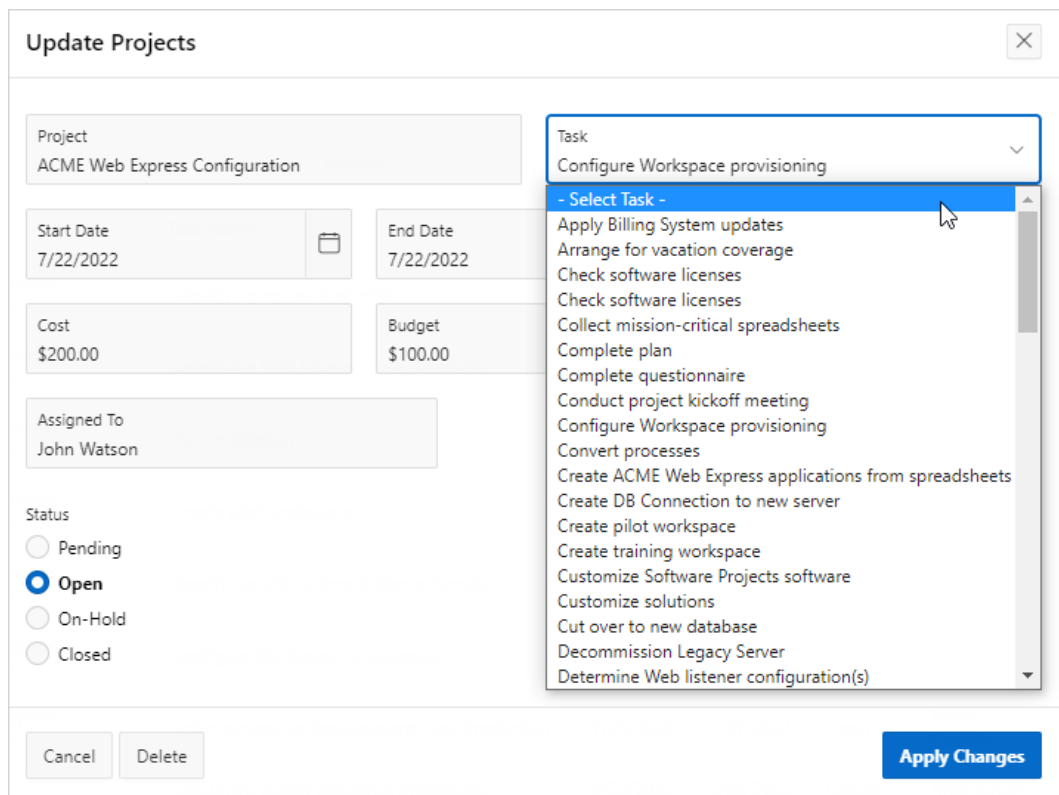 Update Projects
Project
ACME Web Express Configuration
Task
Configure Workspace provisioning
- Select Task -
Apply Billing System updates
Arrange for vacation coverage
Check software licenses
Check software licenses
Collect mission-critical spreadsheets
Complete plan
Complete questionnaire
Conduct project kickoff meeting
Configure Workspace provisioning
Convert processes
Create ACME Web Express applications from spreadsheets
Create DB Connection to new server
Create pilot workspace
Create training workspace
Customize Software Projects software
Customize solutions
Cut over to new database
Decommission Legacy Server
Determine Web listener configuration(s)
Start Date
7/22/2022
End Date
7/22/2022
Cost
$200.00
Budget
$100.00
Assigned To
John Watson
Status
Pending
Open
On-Hold
Closed
Cancel
Delete
Apply Changes